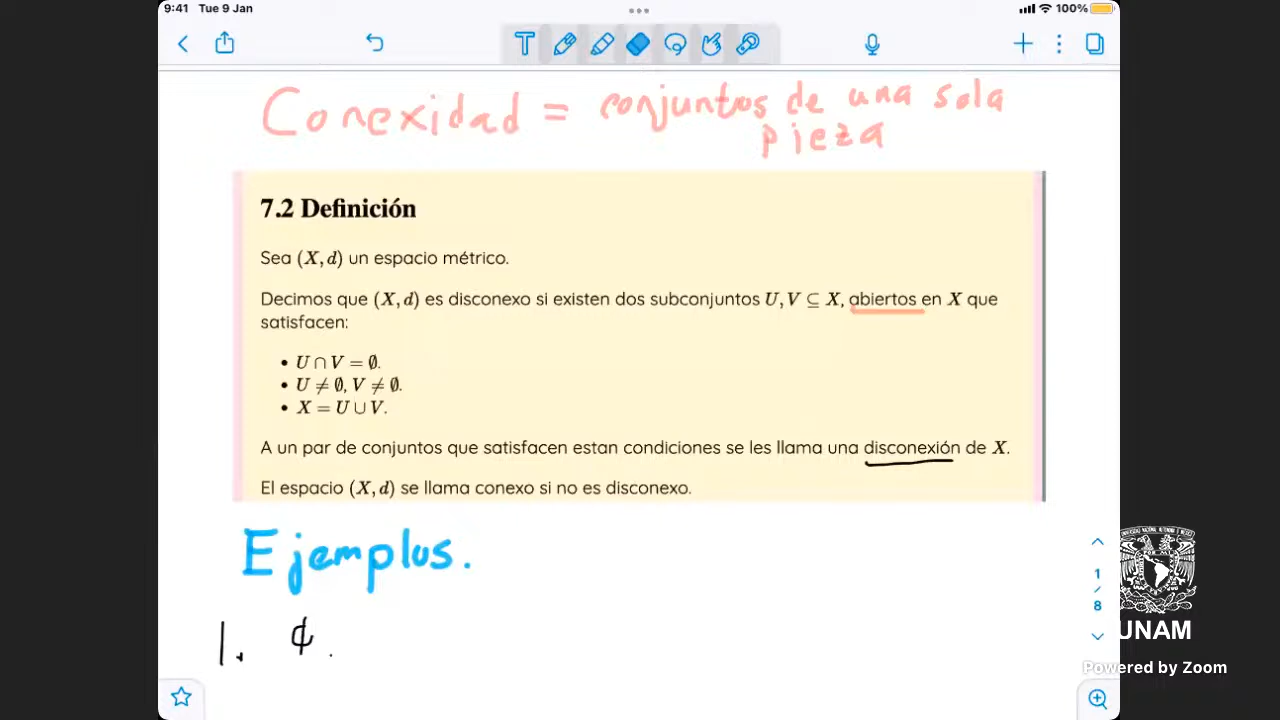 9:41 Tue 9 Jan
100%
Conexidad = conjuntos de una sola
pieza
7.2 Definición
Sea (X, d) un espacio métrico.
Decimos que (X, d) es disconexo si existen dos subconjuntos U, V ⊆ X, abiertos en X que
satisfacen:
• U ∩ V = ∅.
• U ≠ ∅, V ≠ ∅.
• X = U ∪ V.
A un par de conjuntos que satisfacen estan condiciones se les llama una disconexión de X.
El espacio (X, d) se llama conexo si no es disconexo.
Ejemplos.
1.
1
/
8
UNAM
Powered by Zoom